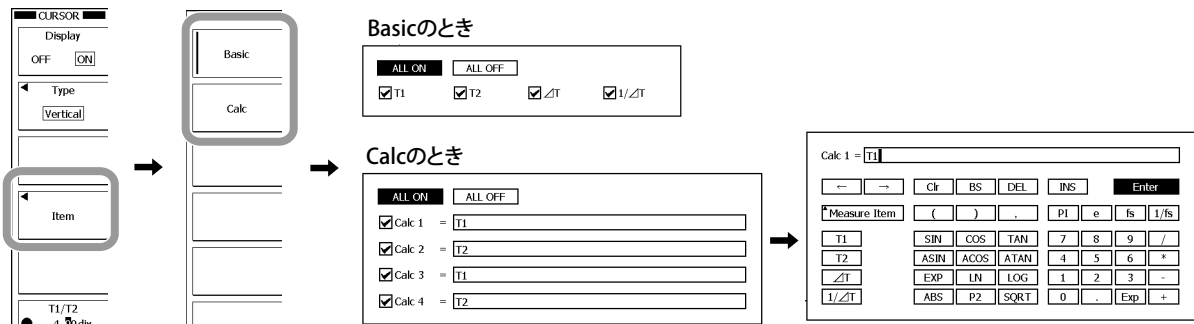 CURSOR
Display
OFF ON
Type
Vertical
Item
T1/T2
Basic
Calc
Basicのとき
ALL ON ALL OFF
T1 T2 ⊿T 1/⊿T
Calcのとき
ALL ON ALL OFF
Calc 1 = T1
Calc 2 = T2
Calc 3 = T1
Calc 4 = T2
Calc 1 = T1
← → Clr BS DEL INS Enter
Measure Item ( ) , PI e fs 1/fs
T1 SIN COS TAN 7 8 9 /
T2 ASIN ACOS ATAN 4 5 6 *
⊿T EXP LN LOG 1 2 3 -
1/⊿T ABS P2 SQRT 0 . Exp +